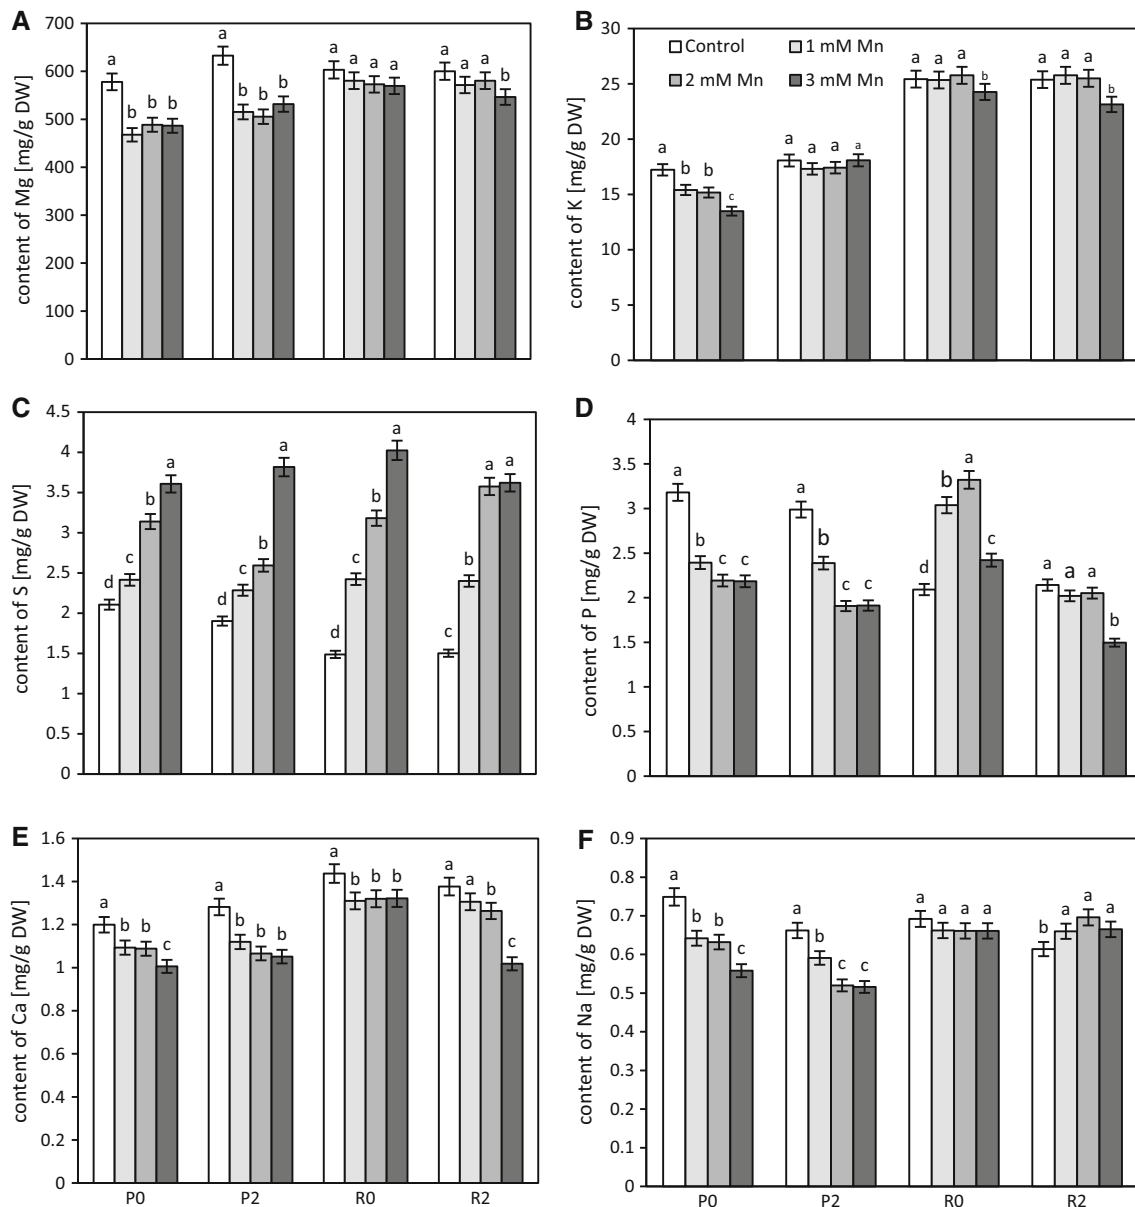 A
content of Mg [mg/g DW]
700
600
500
400
300
200
100
0
a b b b
a b b b
a a a a
a a a b
B
content of K [mg/g DW]
30
25
20
15
10
5
0
Control 1 mM Mn
2 mM Mn 3 mM Mn
a b b c
a a a a
a a a b
a a a b
C
content of S [mg/g DW]
4.5
4
3.5
3
2.5
2
1.5
1
0.5
0
d c b a
d c b a
d c b a
c b a a
D
content of P [mg/g DW]
4
3.5
3
2.5
2
1.5
1
0.5
0
a b c c
a b c c
d b a c
a a a b
E
content of Ca [mg/g DW]
1.6
1.4
1.2
1
0.8
0.6
0.4
0.2
0
a b b c
a b b b
a b b b
a a b c
P0 P2 R0 R2
F
content of Na [mg/g DW]
0.9
0.8
0.7
0.6
0.5
0.4
0.3
0.2
0.1
0
a b b c
a b c c
a a a a
b a a a
P0 P2 R0 R2